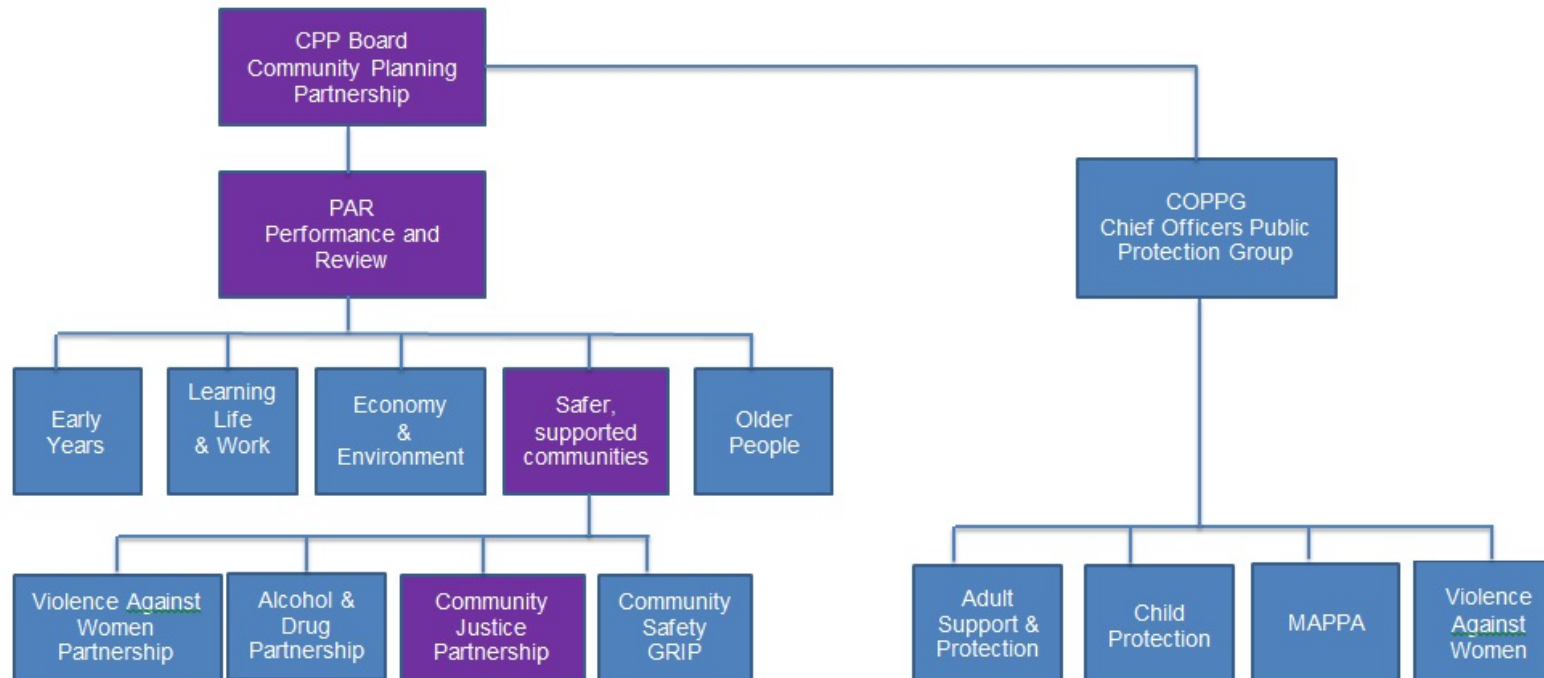 CPP Board
Community Planning
Partnership
PAR
Performance and
Review
COPPG
Chief Officers Public
Protection Group
Early
Years
Learning
Life
& Work
Economy
&
Environment
Safer,
supported
communities
Older
People
Violence Against
Women
Partnership
Alcohol &
Drug
Partnership
Community
Justice
Partnership
Community
Safety
GRIP
Adult
Support &
Protection
Child
Protection
MAPPA
Violence
Against
Women